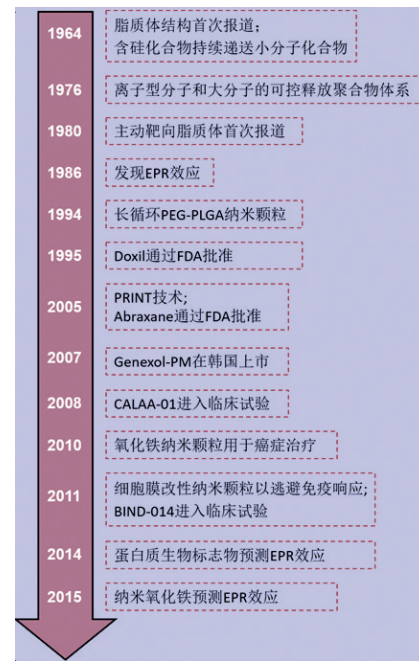 1964
脂质体结构首次报道;
含硅化合物持续递送小分子化合物
1976
离子型分子和大分子的可控释放聚合物体系
1980
主动靶向脂质体首次报道
1986
发现EPR效应
1994
长循环PEG-PLGA纳米颗粒
1995
Doxil通过FDA批准
2005
PRINT技术;
Abraxane通过FDA批准
2007
Genexol-PM在韩国上市
2008
CALAA-01进入临床试验
2010
氧化铁纳米颗粒用于癌症治疗
2011
细胞膜改性纳米颗粒以逃避免疫响应;
BIND-014进入临床试验
2014
蛋白质生物标志物预测EPR效应
2015
纳米氧化铁预测EPR效应